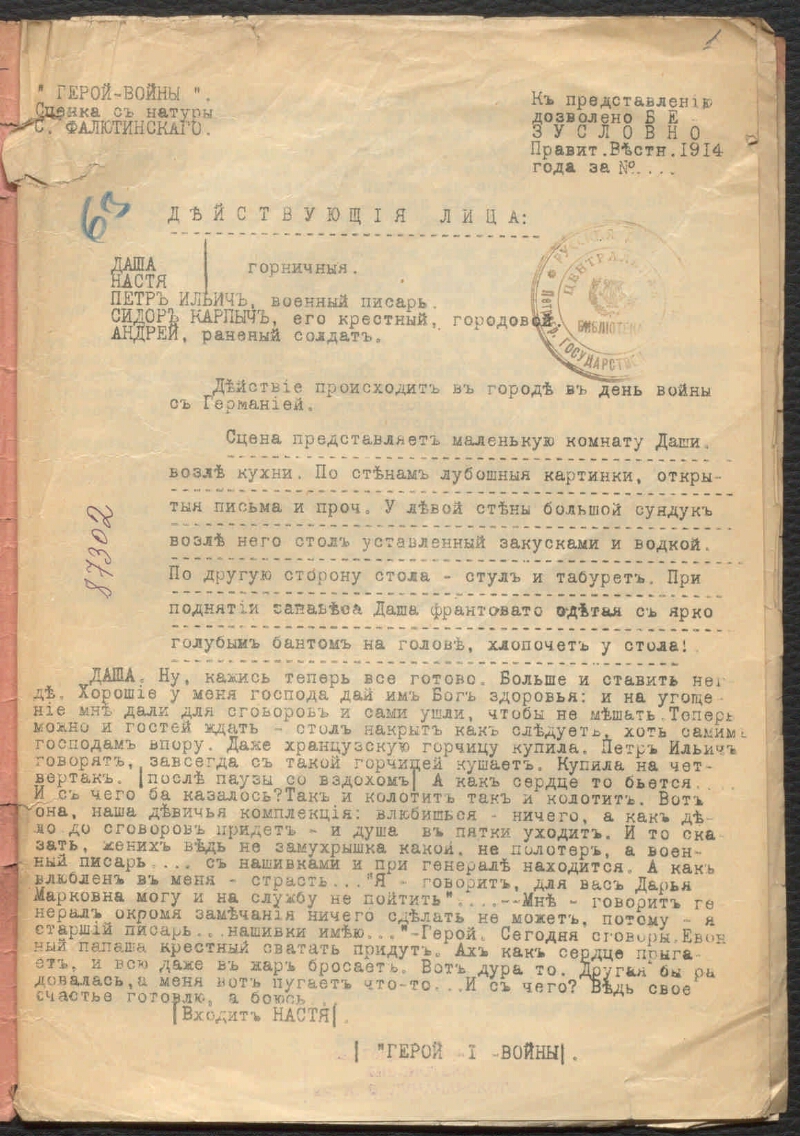 1
" ГЕРОЙ-ВОЙНЫ ".
Сценка съ натуры
С. ФАЛЮТИНСКАГО.
Къ представленію
дозволено Б Е
З У С Л О В Н О
Правит.Вѣстн.1914
года за №....
63
Д Ѣ Й С Т В У Ю Щ І Я   Л И Ц А:
ДАША
НАСТЯ
горничныя.
ПЕТРЪ ИЛЬИЧЪ, военный писарь.
СИДОРЪ КАРПЫЧЪ, его крестный, городовой.
АНДРЕЙ, раненый солдатъ.
ЦЕНТРАЛЬН
БИБЛІОТЕКА
ГОСУДАРСТВ
Дѣйствіе происходитъ въ городѣ въ день войны
съ Германіей.
Сцена представляетъ маленькую комнату Даши.
возлѣ кухни. По стѣнамъ лубошныя картинки, откры-
тыя письма и проч. У лѣвой стѣны большой сундукъ
возлѣ него столъ уставленный закусками и водкой.
По другую сторону стола - стулъ и табуретъ. При
поднятіи занавѣса Даша франтовато одѣтая съ ярко
голубымъ бантомъ на головѣ, хлопочетъ у стола!
87302
ДАША. Ну, кажись теперь все готово. Больше и ставить нег
дѣ. Хорошіе у меня господа дай имъ Богъ здоровья: и на угоще
ніе мнѣ дали для сговоровъ и сами ушли, чтобы не мѣшать.Теперь
можно и гостей ждать - столъ накрытъ какъ слѣдуетъ, хоть самимъ
господамъ впору. Даже хранцузскую горчицу купила. Петръ Ильичъ
говорятъ, завсегда съ такой горчицей кушаетъ. Купила на чет-
вертакъ. |послѣ паузы со вздохомъ| А какъ сердце то бьется...
И съ чего ба казалось?Такъ и колотитъ такъ и колотитъ. Вотъ
она, наша дѣвичья комплекція: влюбишься - ничего, а какъ дѣ
ло до сговоровъ придетъ - и душа въ пятки уходитъ. И то ска
зать, женихъ вѣдь не замухрышка какой, не полотеръ, а воен-
ный писарь.... съ нашивками и при генералѣ находится. А какъ
влюбленъ въ меня - страсть..."Я - говоритъ, для васъ Дарья
Марковна могу и на службу не пойтить"....--Мнѣ - говоритъ ге
нералъ окромя замѣчанія ничего сдѣлать не можетъ, потому - я
старшій писарь...нашивки имѣю..."-Герой. Сегодня сговоры.Евон
ный папаша крестный сватать придутъ. Ахъ какъ сердце прыга-
етъ, и всю даже въ жаръ бросаетъ. Вотъ дура то. Другая бы ра
довалась,а меня вотъ пугаетъ что-то...И съ чего? Вѣдь свое
счастье готовлю, а боюсь.
|Входитъ НАСТЯ|.
| "ГЕРОЙ - I -ВОЙНЫ|.